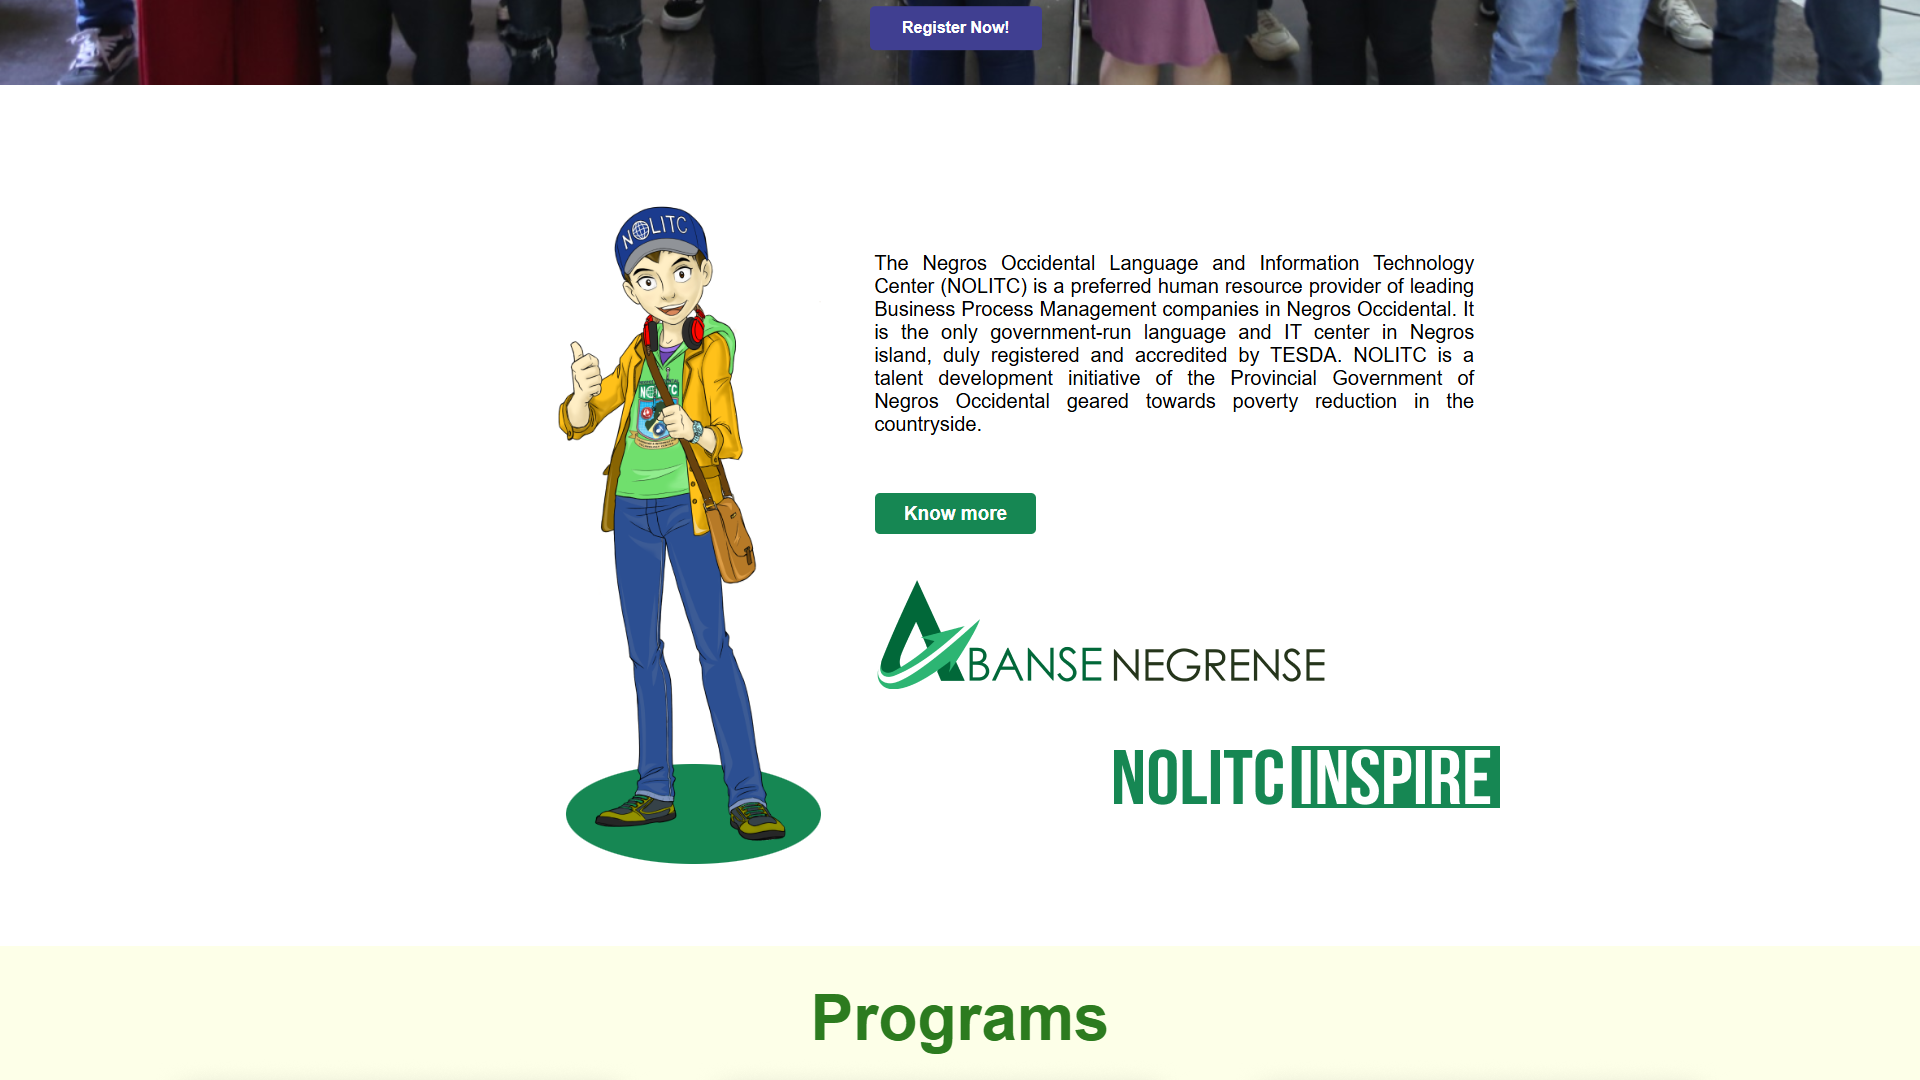 Register Now!
NOLITC
The Negros Occidental Language and Information Technology
Center (NOLITC) is a preferred human resource provider of leading
Business Process Management companies in Negros Occidental. It
is the only government-run language and IT center in Negros
island, duly registered and accredited by TESDA. NOLITC is a
talent development initiative of the Provincial Government of
Negros Occidental geared towards poverty reduction in the
countryside.
Know more
ABANSE NEGRENSE
NOLITC INSPIRE
Programs